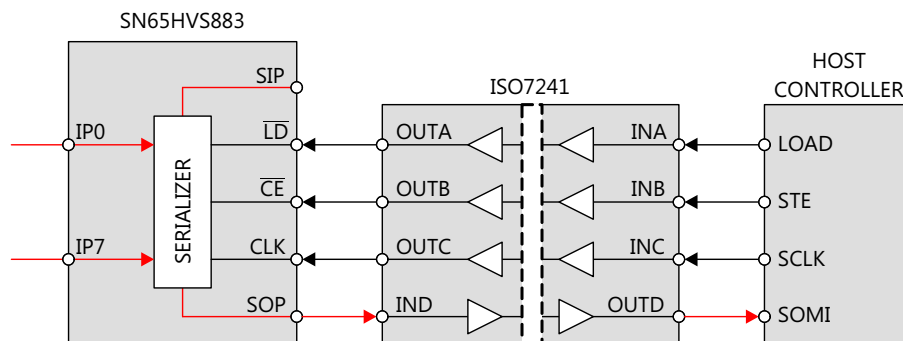 SN65HVS883
HOST
CONTROLLER
ISO7241
SIP
IP0
LD
OUTA
INA
LOAD
CE
OUTB
INB
STE
SERIALIZER
IP7
CLK
OUTC
INC
SCLK
SOP
IND
OUTD
SOMI